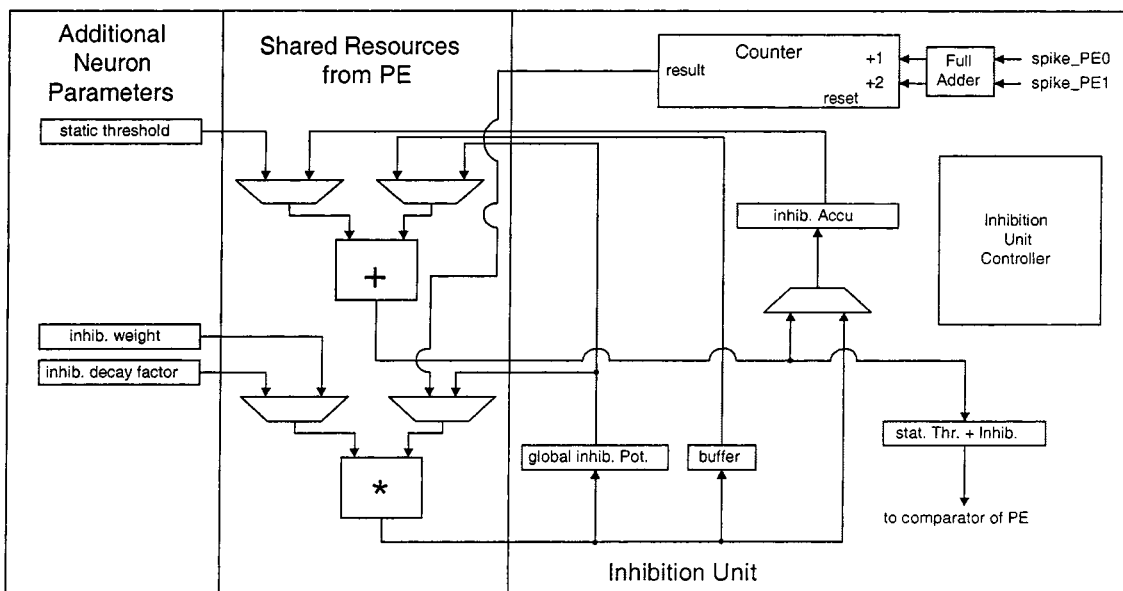 Additional
Neuron
Parameters
Shared Resources
from PE
Counter
result
+1
+2
reset
Full
Adder
spike_PE0
spike_PE1
static threshold
inhib. Accu
Inhibition
Unit
Controller
+
inhib. weight
inhib. decay factor
global inhib. Pot.
buffer
stat. Thr. + Inhib.
*
to comparator of PE
Inhibition Unit